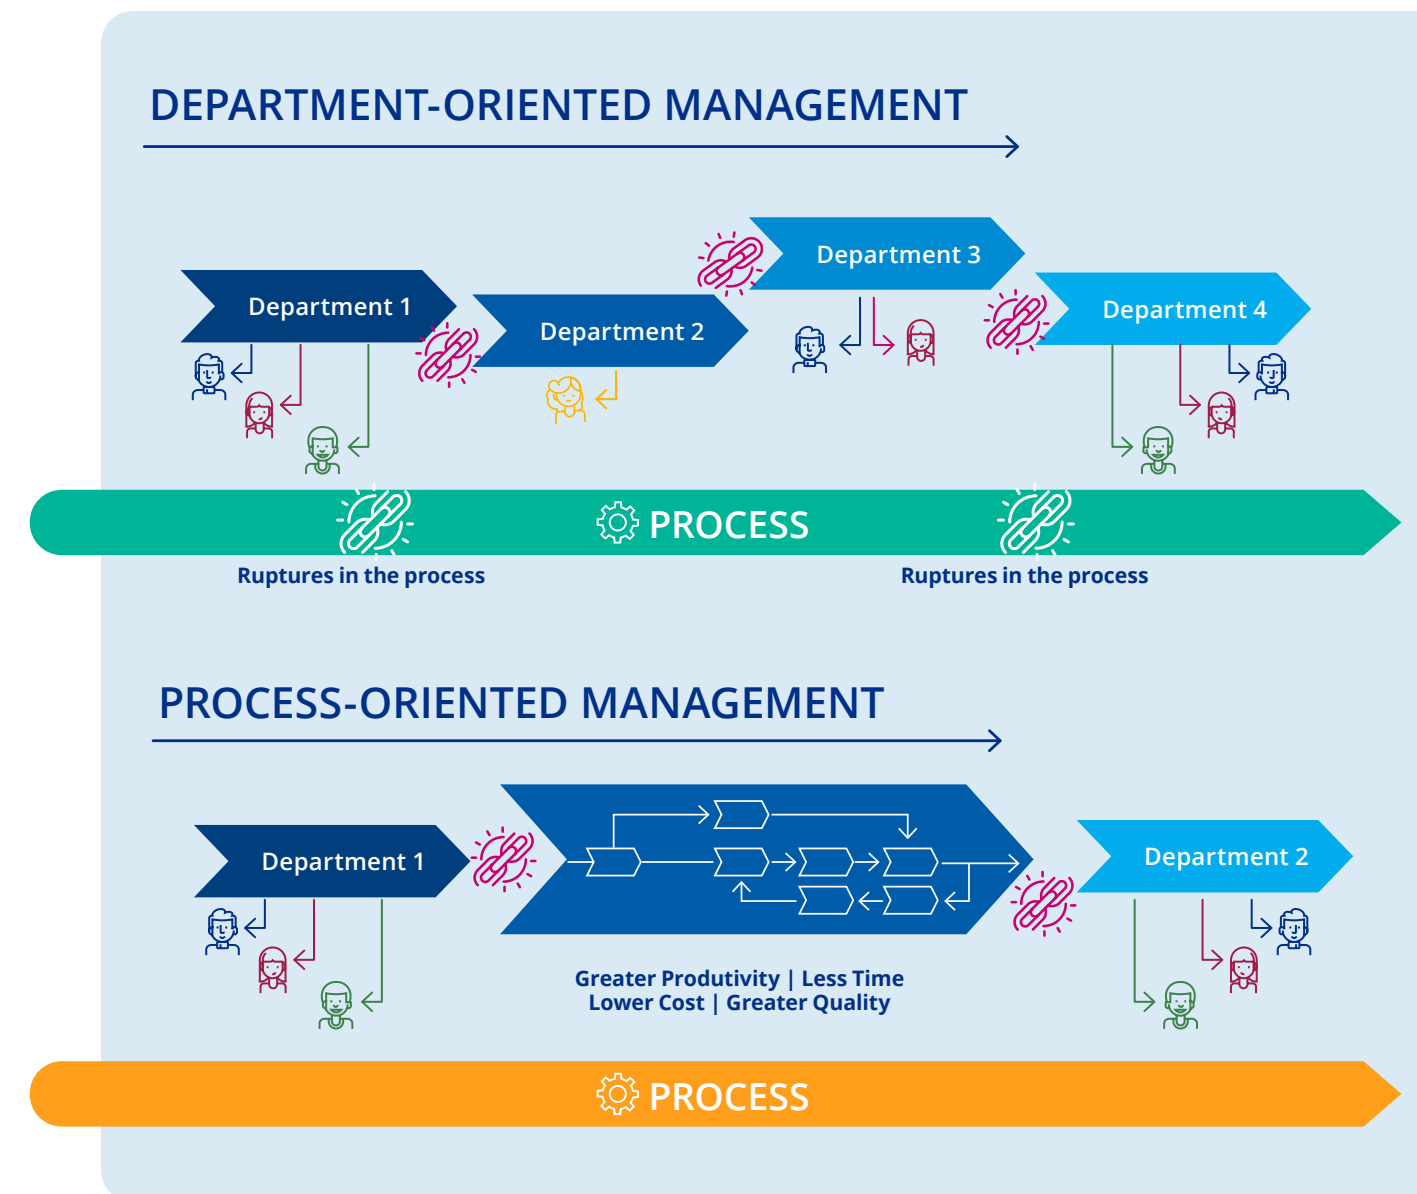 DEPARTMENT-ORIENTED MANAGEMENT
Department 1
Department 2
Department 3
Department 4
PROCESS
Ruptures in the process
Ruptures in the process
PROCESS-ORIENTED MANAGEMENT
Department 1
Department 2
Greater Produtivity | Less Time
Lower Cost | Greater Quality
PROCESS